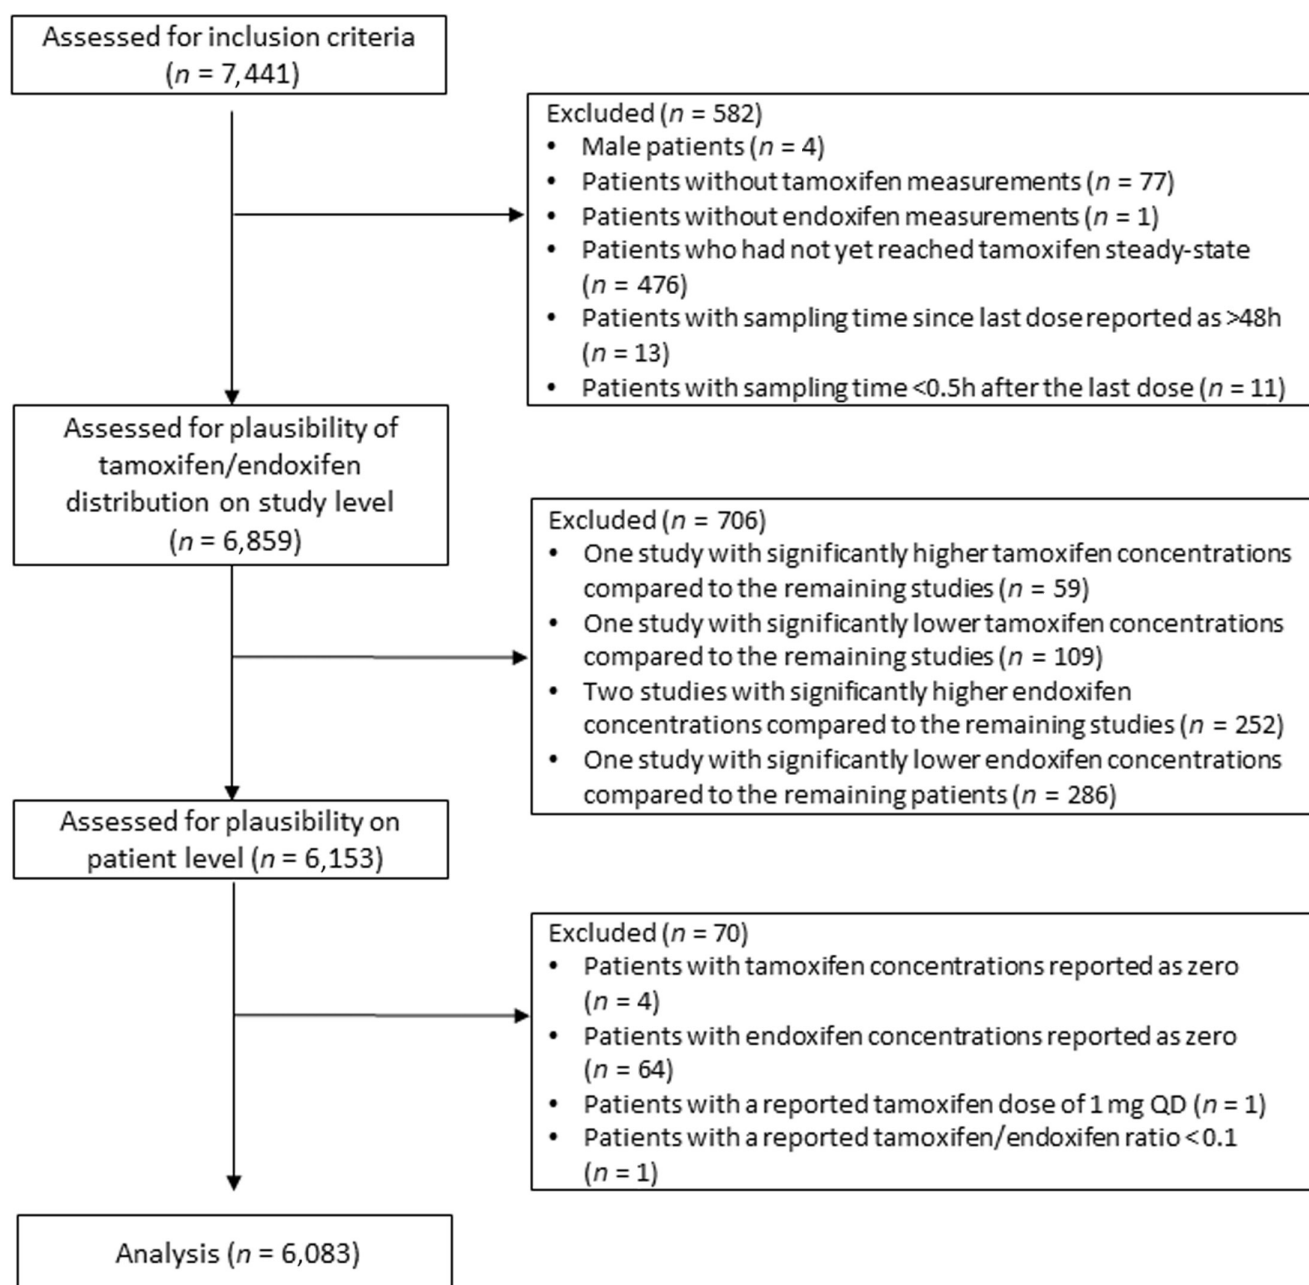 Assessed for inclusion criteria
(n = 7,441)
Excluded (n = 582)
• Male patients (n = 4)
• Patients without tamoxifen measurements (n = 77)
• Patients without endoxifen measurements (n = 1)
• Patients who had not yet reached tamoxifen steady-state
(n = 476)
• Patients with sampling time since last dose reported as >48h
(n = 13)
• Patients with sampling time <0.5h after the last dose (n = 11)
Assessed for plausibility of
tamoxifen/endoxifen
distribution on study level
(n = 6,859)
Excluded (n = 706)
• One study with significantly higher tamoxifen concentrations
compared to the remaining studies (n = 59)
• One study with significantly lower tamoxifen concentrations
compared to the remaining studies (n = 109)
• Two studies with significantly higher endoxifen
concentrations compared to the remaining studies (n = 252)
• One study with significantly lower endoxifen concentrations
compared to the remaining patients (n = 286)
Assessed for plausibility on
patient level (n = 6,153)
Excluded (n = 70)
• Patients with tamoxifen concentrations reported as zero
(n = 4)
• Patients with endoxifen concentrations reported as zero
(n = 64)
• Patients with a reported tamoxifen dose of 1 mg QD (n = 1)
• Patients with a reported tamoxifen/endoxifen ratio <0.1
(n = 1)
Analysis (n = 6,083)